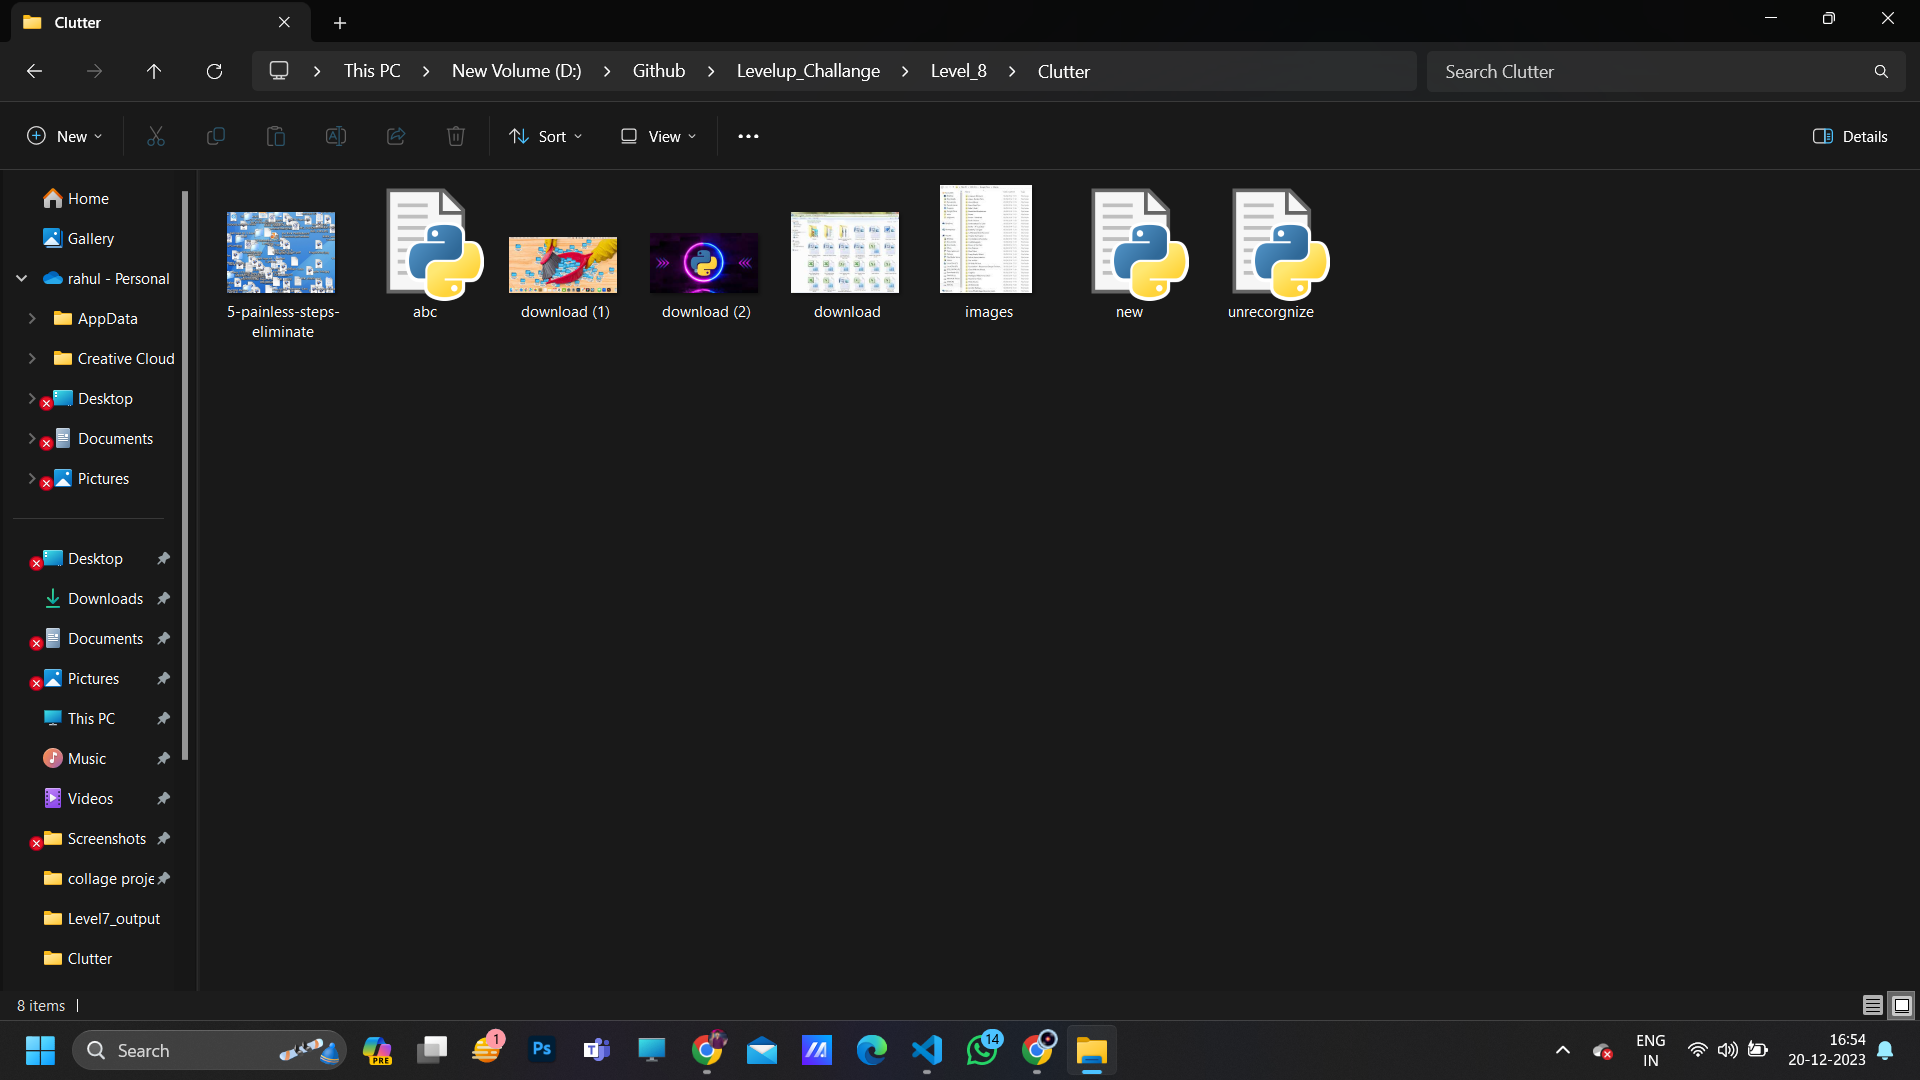 Clutter
This PC
New Volume (D:)
Github
Levelup_Challange
Level_8
Clutter
Search Clutter
New
Sort
View
Details
Home
Gallery
rahul - Personal
AppData
Creative Cloud
Desktop
Documents
Pictures
Desktop
Downloads
Documents
Pictures
This PC
Music
Videos
Screenshots
collage proje
Level7_output
Clutter
5-painless-steps-
eliminate
abc
download (1)
download (2)
download
images
new
unrecorgnize
8 items
Search
PRE
1
Ps
T
14
ENG
IN
16:54
20-12-2023